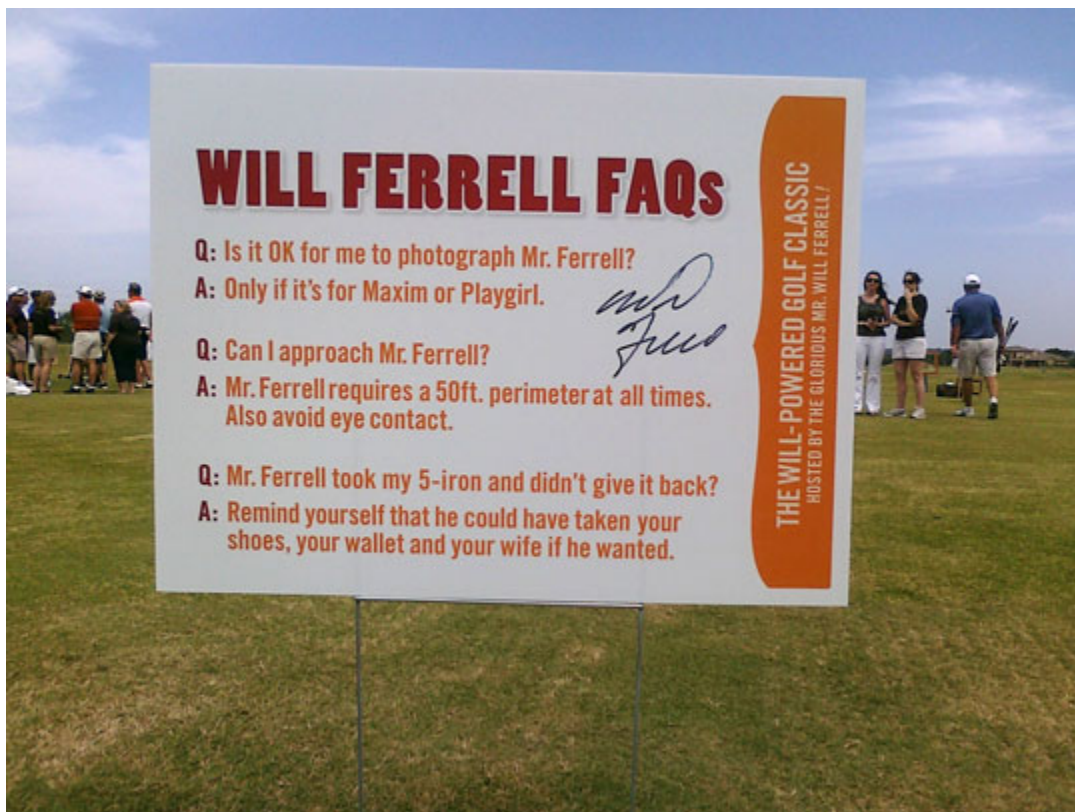 WILL FERRELL FAQs
Q: Is it OK for me to photograph Mr. Ferrell?
A: Only if it's for Maxim or Playgirl.
Q: Can I approach Mr. Ferrell?
A: Mr. Ferrell requires a 50ft. perimeter at all times.
Also avoid eye contact.
Q: Mr. Ferrell took my 5-iron and didn't give it back?
A: Remind yourself that he could have taken your
shoes, your wallet and your wife if he wanted.
THE WILL-POWERED GOLF CLASSIC
HOSTED BY THE GLORIOUS MR. WILL FERRELL!